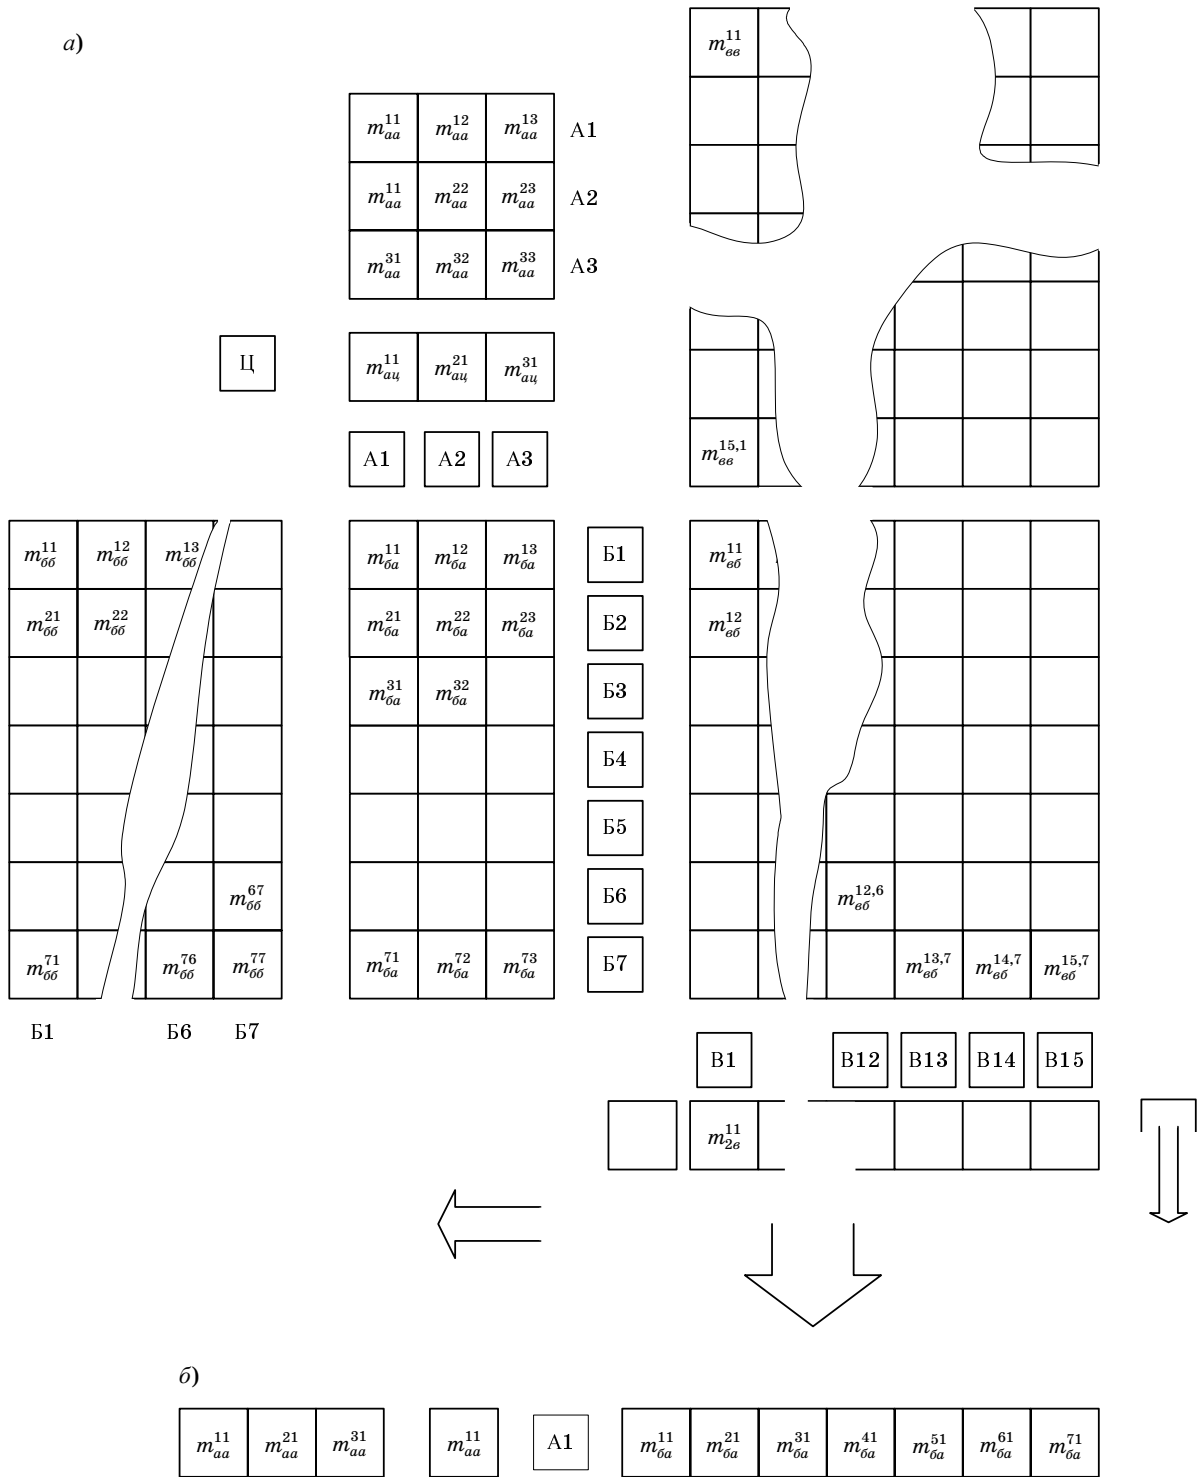 а)
m_{вв}^{11}
m_{аа}^{11} m_{аа}^{12} m_{аа}^{13} А1
m_{аа}^{11} m_{аа}^{22} m_{аа}^{23} А2
m_{аа}^{31} m_{аа}^{32} m_{аа}^{33} А3
Ц m_{ац}^{11} m_{ац}^{21} m_{ац}^{31}
А1 А2 А3 m_{вв}^{15,1}
m_{бб}^{11} m_{бб}^{12} m_{бб}^{13} m_{ба}^{11} m_{ба}^{12} m_{ба}^{13} Б1 m_{вб}^{11}
m_{бб}^{21} m_{бб}^{22} m_{ба}^{21} m_{ба}^{22} m_{ба}^{23} Б2 m_{вб}^{12}
m_{ба}^{31} m_{ба}^{32} Б3
Б4
Б5
m_{бб}^{67} Б6 m_{вб}^{12,6}
m_{бб}^{71} m_{бб}^{76} m_{бб}^{77} m_{ба}^{71} m_{ба}^{72} m_{ба}^{73} Б7 m_{вб}^{13,7} m_{вб}^{14,7} m_{вб}^{15,7}
Б1 Б6 Б7
В1 В12 В13 В14 В15
m_{2в}^{11}
б)
m_{аа}^{11} m_{аа}^{21} m_{аа}^{31} m_{аа}^{11} А1 m_{ба}^{11} m_{ба}^{21} m_{ба}^{31} m_{ба}^{41} m_{ба}^{51} m_{ба}^{61} m_{ба}^{71}